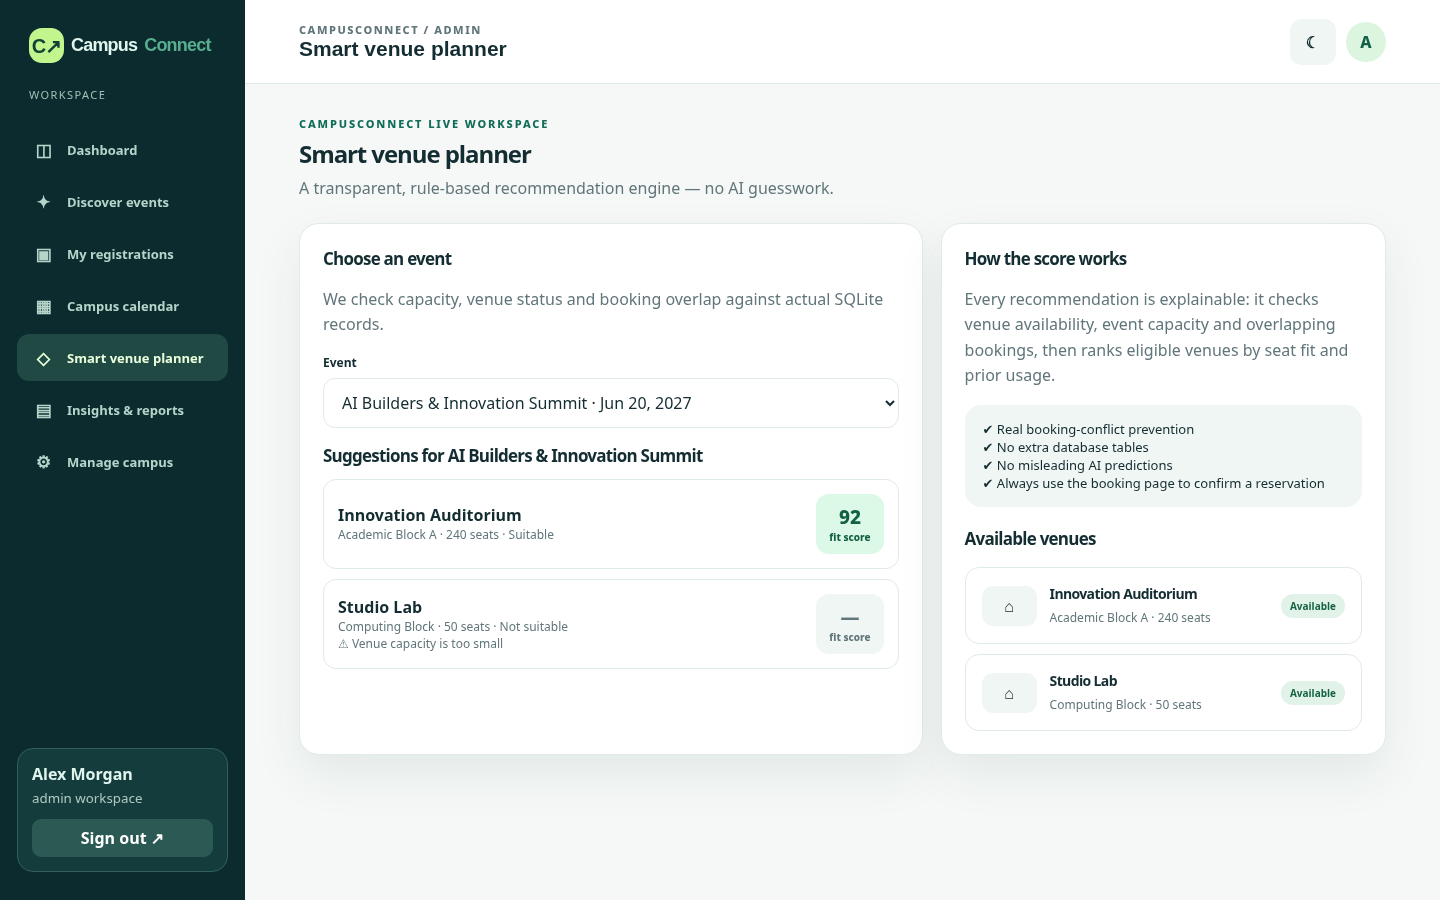 C↗ Campus Connect
WORKSPACE
◫ Dashboard
✦ Discover events
▣ My registrations
▦ Campus calendar
◇ Smart venue planner
▤ Insights & reports
⚙ Manage campus
Alex Morgan
admin workspace
Sign out ↗
CAMPUSCONNECT / ADMIN
Smart venue planner
☾ A
CAMPUSCONNECT LIVE WORKSPACE
Smart venue planner
A transparent, rule-based recommendation engine — no AI guesswork.
Choose an event
We check capacity, venue status and booking overlap against actual SQLite
records.
Event
AI Builders & Innovation Summit · Jun 20, 2027
Suggestions for AI Builders & Innovation Summit
Innovation Auditorium
Academic Block A · 240 seats · Suitable
92
fit score
Studio Lab
Computing Block · 50 seats · Not suitable
⚠ Venue capacity is too small
—
fit score
How the score works
Every recommendation is explainable: it checks
venue availability, event capacity and overlapping
bookings, then ranks eligible venues by seat fit and
prior usage.
✔ Real booking-conflict prevention
✔ No extra database tables
✔ No misleading AI predictions
✔ Always use the booking page to confirm a reservation
Available venues
⌂
Innovation Auditorium
Academic Block A · 240 seats
Available
⌂
Studio Lab
Computing Block · 50 seats
Available